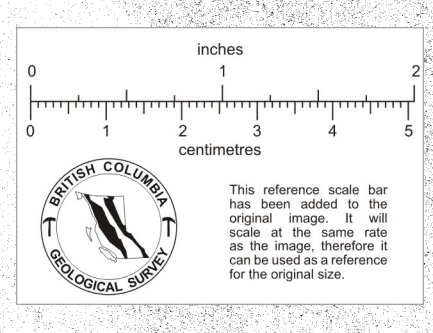 inches
0 1 2
0 1 2 3 4 5
centimetres
BRITISH COLUMBIA
GEOLOGICAL SURVEY
This reference scale bar
has been added to the
original image. It will
scale at the same rate
as the image, therefore it
can be used as a reference
for the original size.